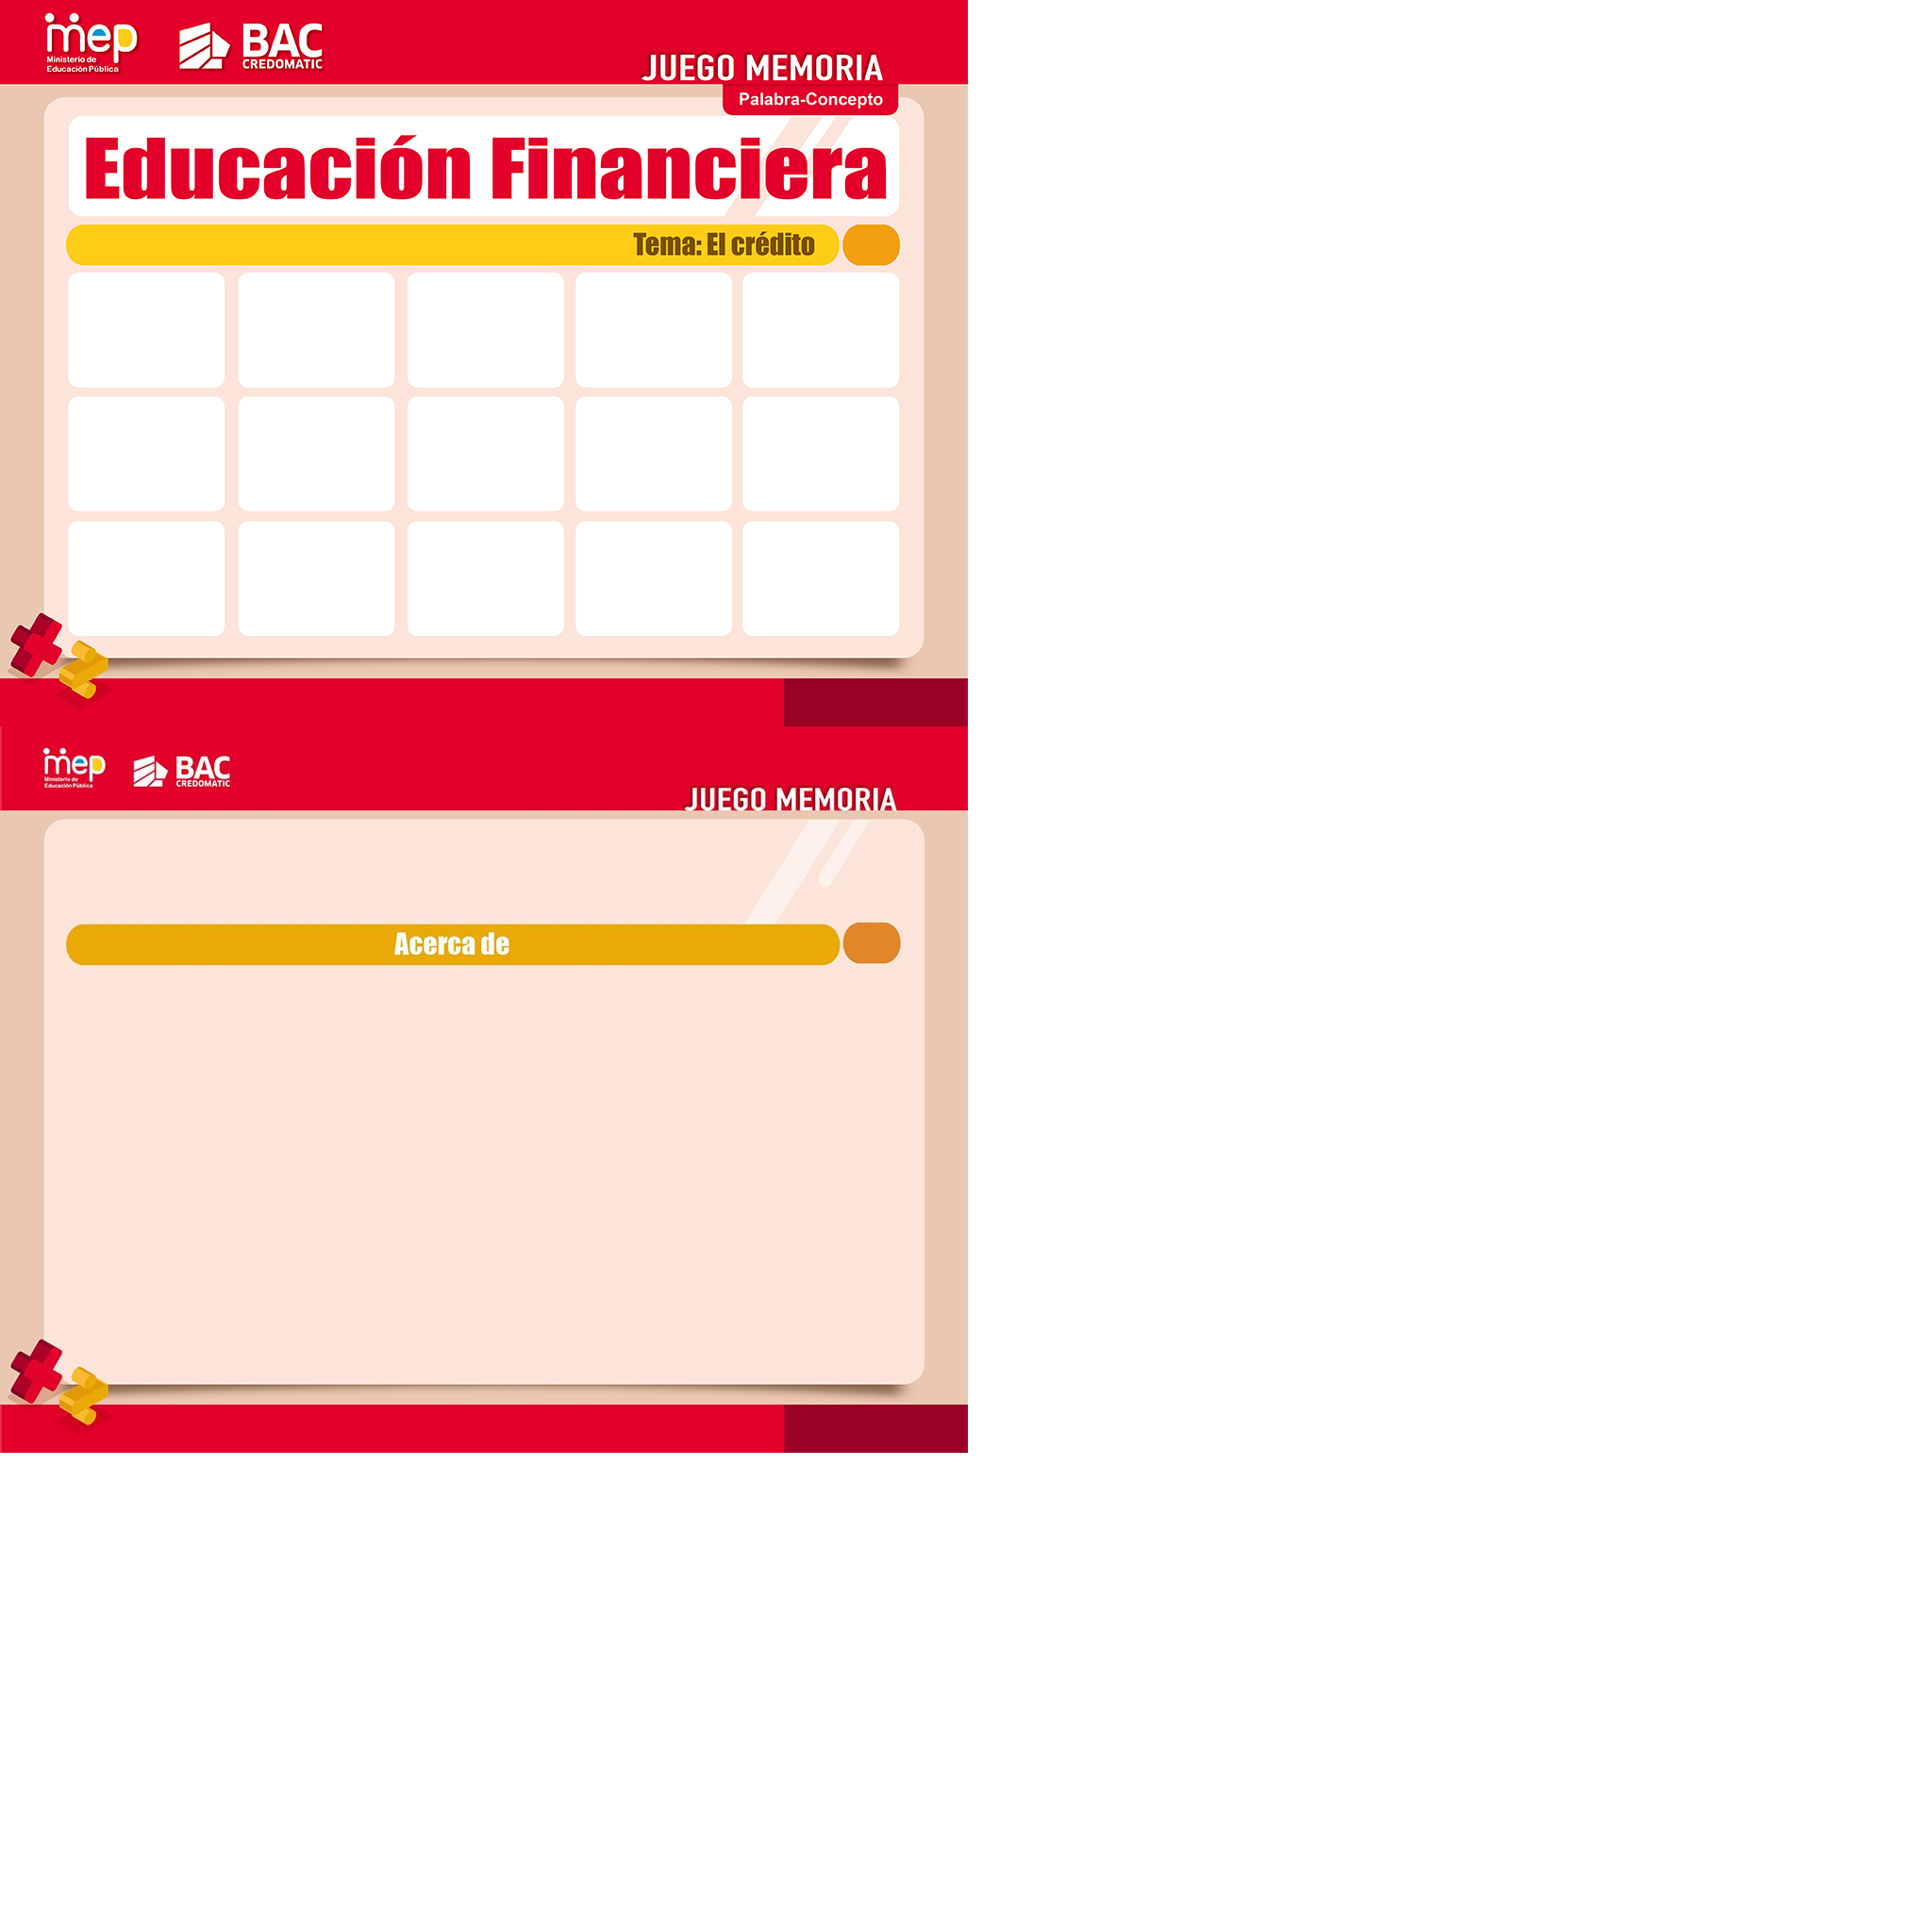 mep
Ministerio de
Educación Pública
BAC
CREDOMATIC
JUEGO MEMORIA
Palabra-Concepto
Educación Financiera
Tema: El crédito
mep
Ministerio de
Educación Pública
BAC
CREDOMATIC
JUEGO MEMORIA
Acerca de